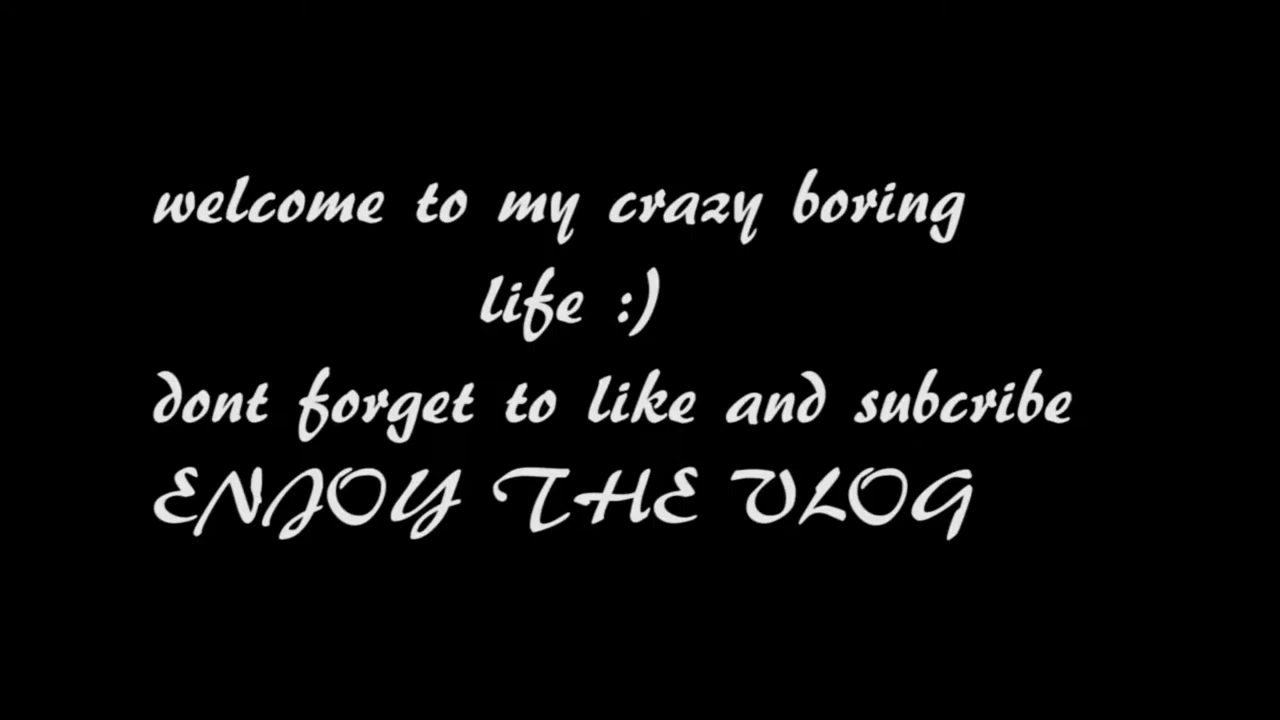 welcome to my crazy boring
life :)
dont forget to like and subcribe
ENJOY THE VLOG